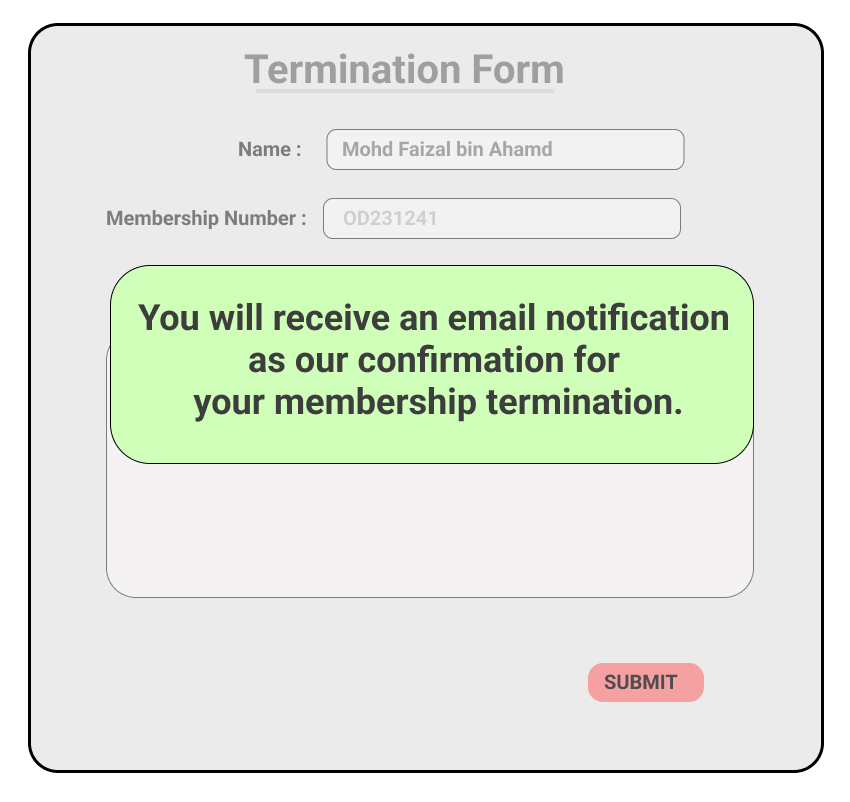 Termination Form
Name :
Mohd Faizal bin Ahamd
Membership Number :
OD231241
You will receive an email notification
as our confirmation for
your membership termination.
SUBMIT